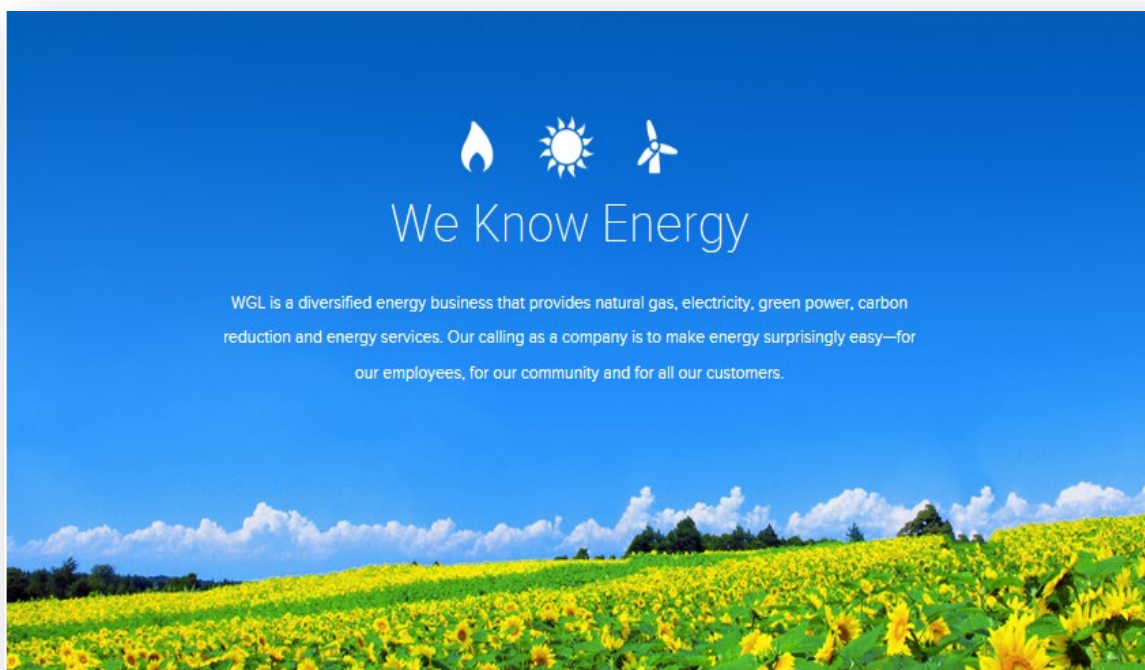 We Know Energy
WGL is a diversified energy business that provides natural gas, electricity, green power, carbon
reduction and energy services. Our calling as a company is to make energy surprisingly easy—for
our employees, for our community and for all our customers.